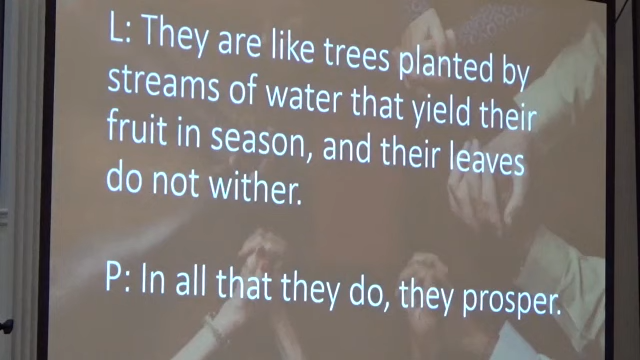 L: They are like trees planted by
streams of water that yield their
fruit in season, and their leaves
do not wither.
P: In all that they do, they prosper.